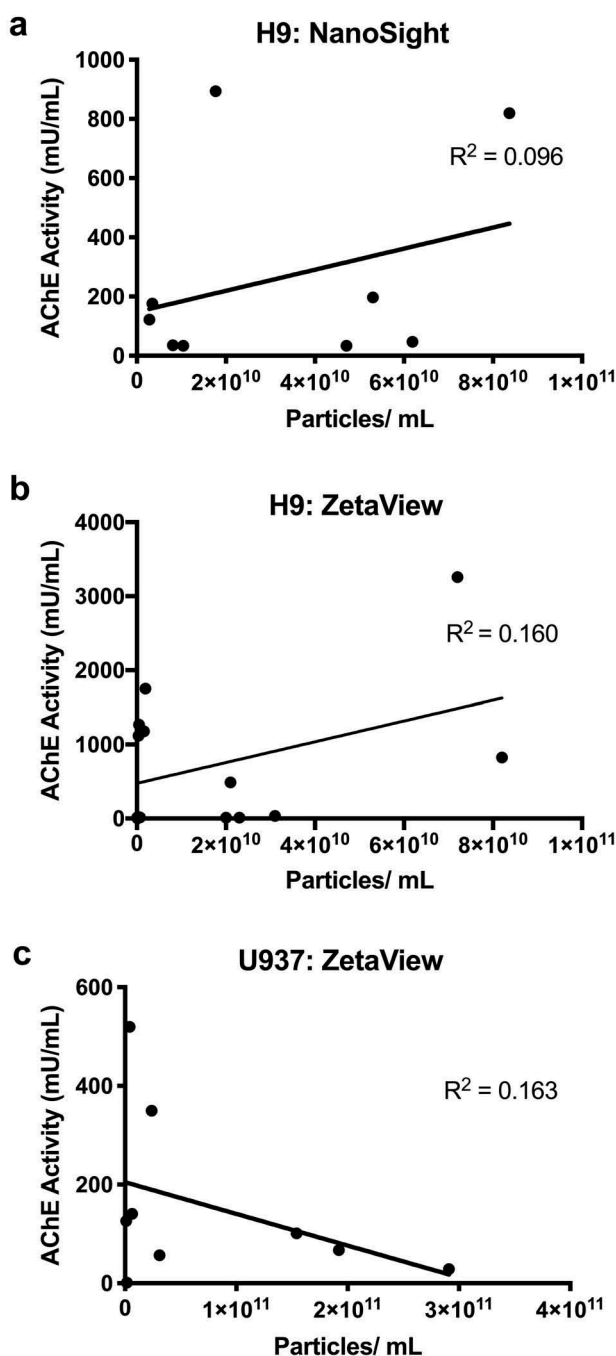 a
H9: NanoSight
AChE Activity (mU/mL)
1000
800
600
400
200
0
R² = 0.096
0 2×10¹⁰ 4×10¹⁰ 6×10¹⁰ 8×10¹⁰ 1×10¹¹
Particles/ mL
b
H9: ZetaView
AChE Activity (mU/mL)
4000
3000
2000
1000
0
R² = 0.160
0 2×10¹⁰ 4×10¹⁰ 6×10¹⁰ 8×10¹⁰ 1×10¹¹
Particles/ mL
c
U937: ZetaView
AChE Activity (mU/mL)
600
400
200
0
R² = 0.163
0 1×10¹¹ 2×10¹¹ 3×10¹¹ 4×10¹¹
Particles/ mL